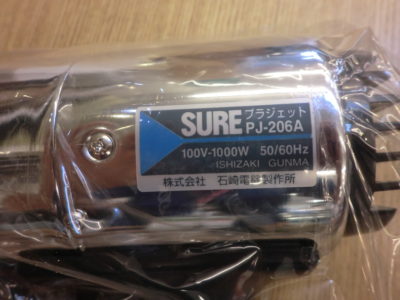 SURE プラジェット
PJ-206A
100V-1000W 50/60Hz
ISHIZAKI GUNMA
株式会社 石崎電機製作所